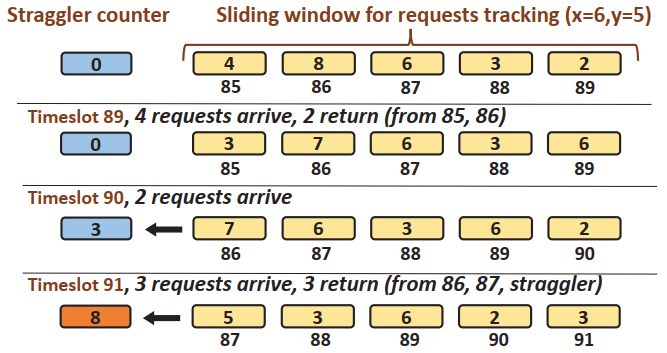 Straggler counter Sliding window for requests tracking (x=6,y=5)
0 4 8 6 3 2
85 86 87 88 89
Timeslot 89, 4 requests arrive, 2 return (from 85, 86)
0 3 7 6 3 6
85 86 87 88 89
Timeslot 90, 2 requests arrive
3 7 6 3 6 2
86 87 88 89 90
Timeslot 91, 3 requests arrive, 3 return (from 86, 87, straggler)
8 5 3 6 2 3
87 88 89 90 91